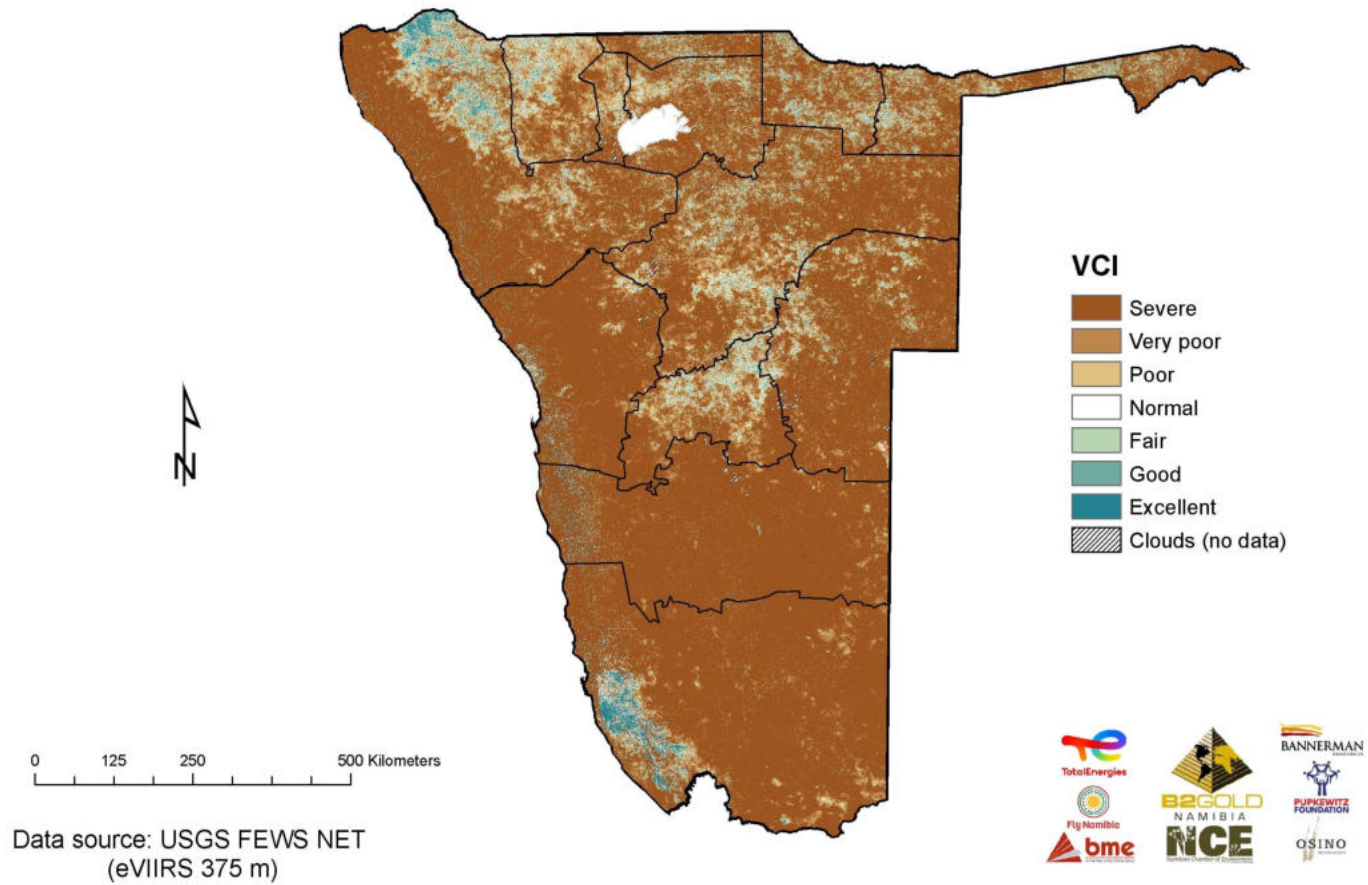 VCI
Severe
Very poor
Poor
Normal
Fair
Good
Excellent
Clouds (no data)
N
0 125 250 500 Kilometers
Data source: USGS FEWS NET
(eVIIRS 375 m)
TotalEnergies
Fly Namibia
bme
B2GOLD
NAMIBIA
NCE
BANNERMAN
PUPKEWITZ
FOUNDATION
OSINO